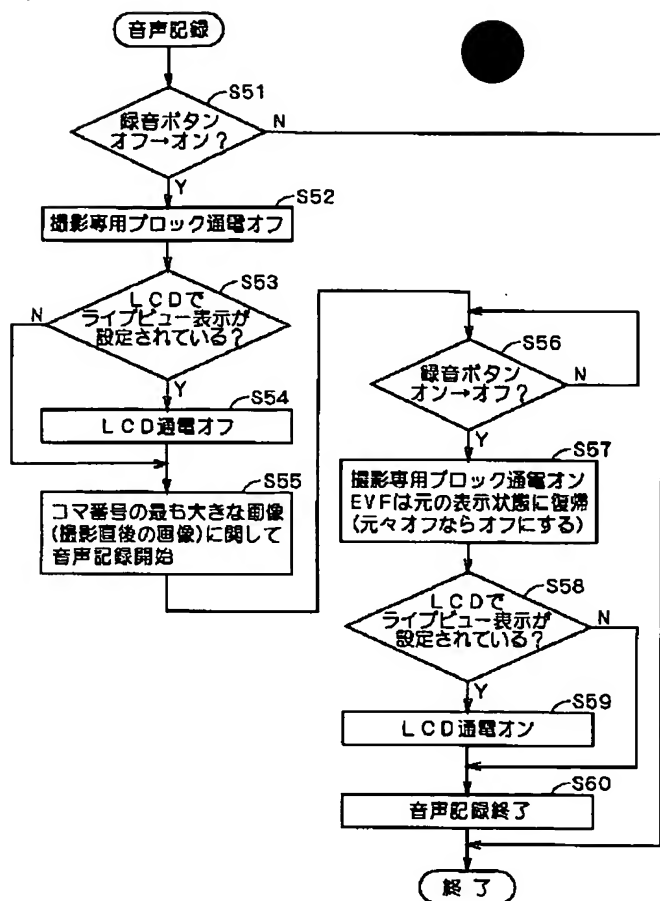 音声記録
S51
録音ボタン
オフ→オン?
N
Y
S52
撮影専用ブロック通電オフ
S53
LCDで
ライブビュー表示が
設定されている?
N
Y
S54
LCD通電オフ
S55
コマ番号の最も大きな画像
(撮影直後の画像)に関して
音声記録開始
S56
録音ボタン
オン→オフ?
N
Y
S57
撮影専用ブロック通電オン
EVFは元の表示状態に復帰
(元々オフならオフにする)
S58
LCDで
ライブビュー表示が
設定されている?
N
Y
S59
LCD通電オン
S60
音声記録終了
終了